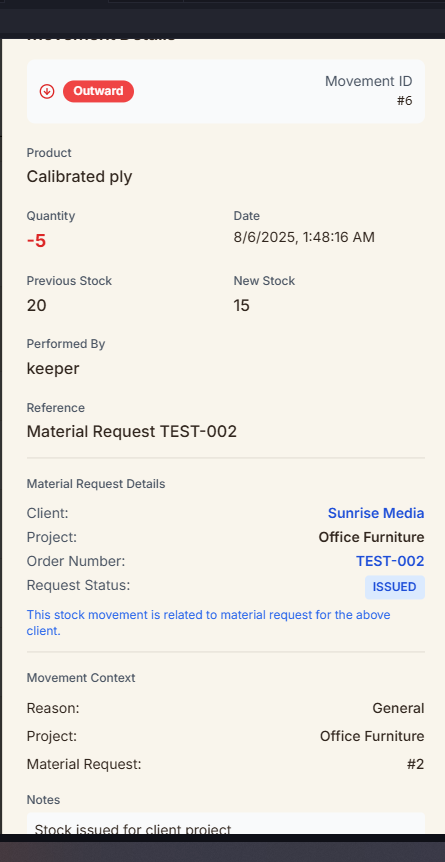 Movement Details
Outward
Movement ID
#6
Product
Calibrated ply
Quantity
Date
-5
8/6/2025, 1:48:16 AM
Previous Stock
New Stock
20
15
Performed By
keeper
Reference
Material Request TEST-002
Material Request Details
Client: Sunrise Media
Project: Office Furniture
Order Number: TEST-002
Request Status: ISSUED
This stock movement is related to material request for the above
client.
Movement Context
Reason: General
Project: Office Furniture
Material Request: #2
Notes
Stock issued for client project